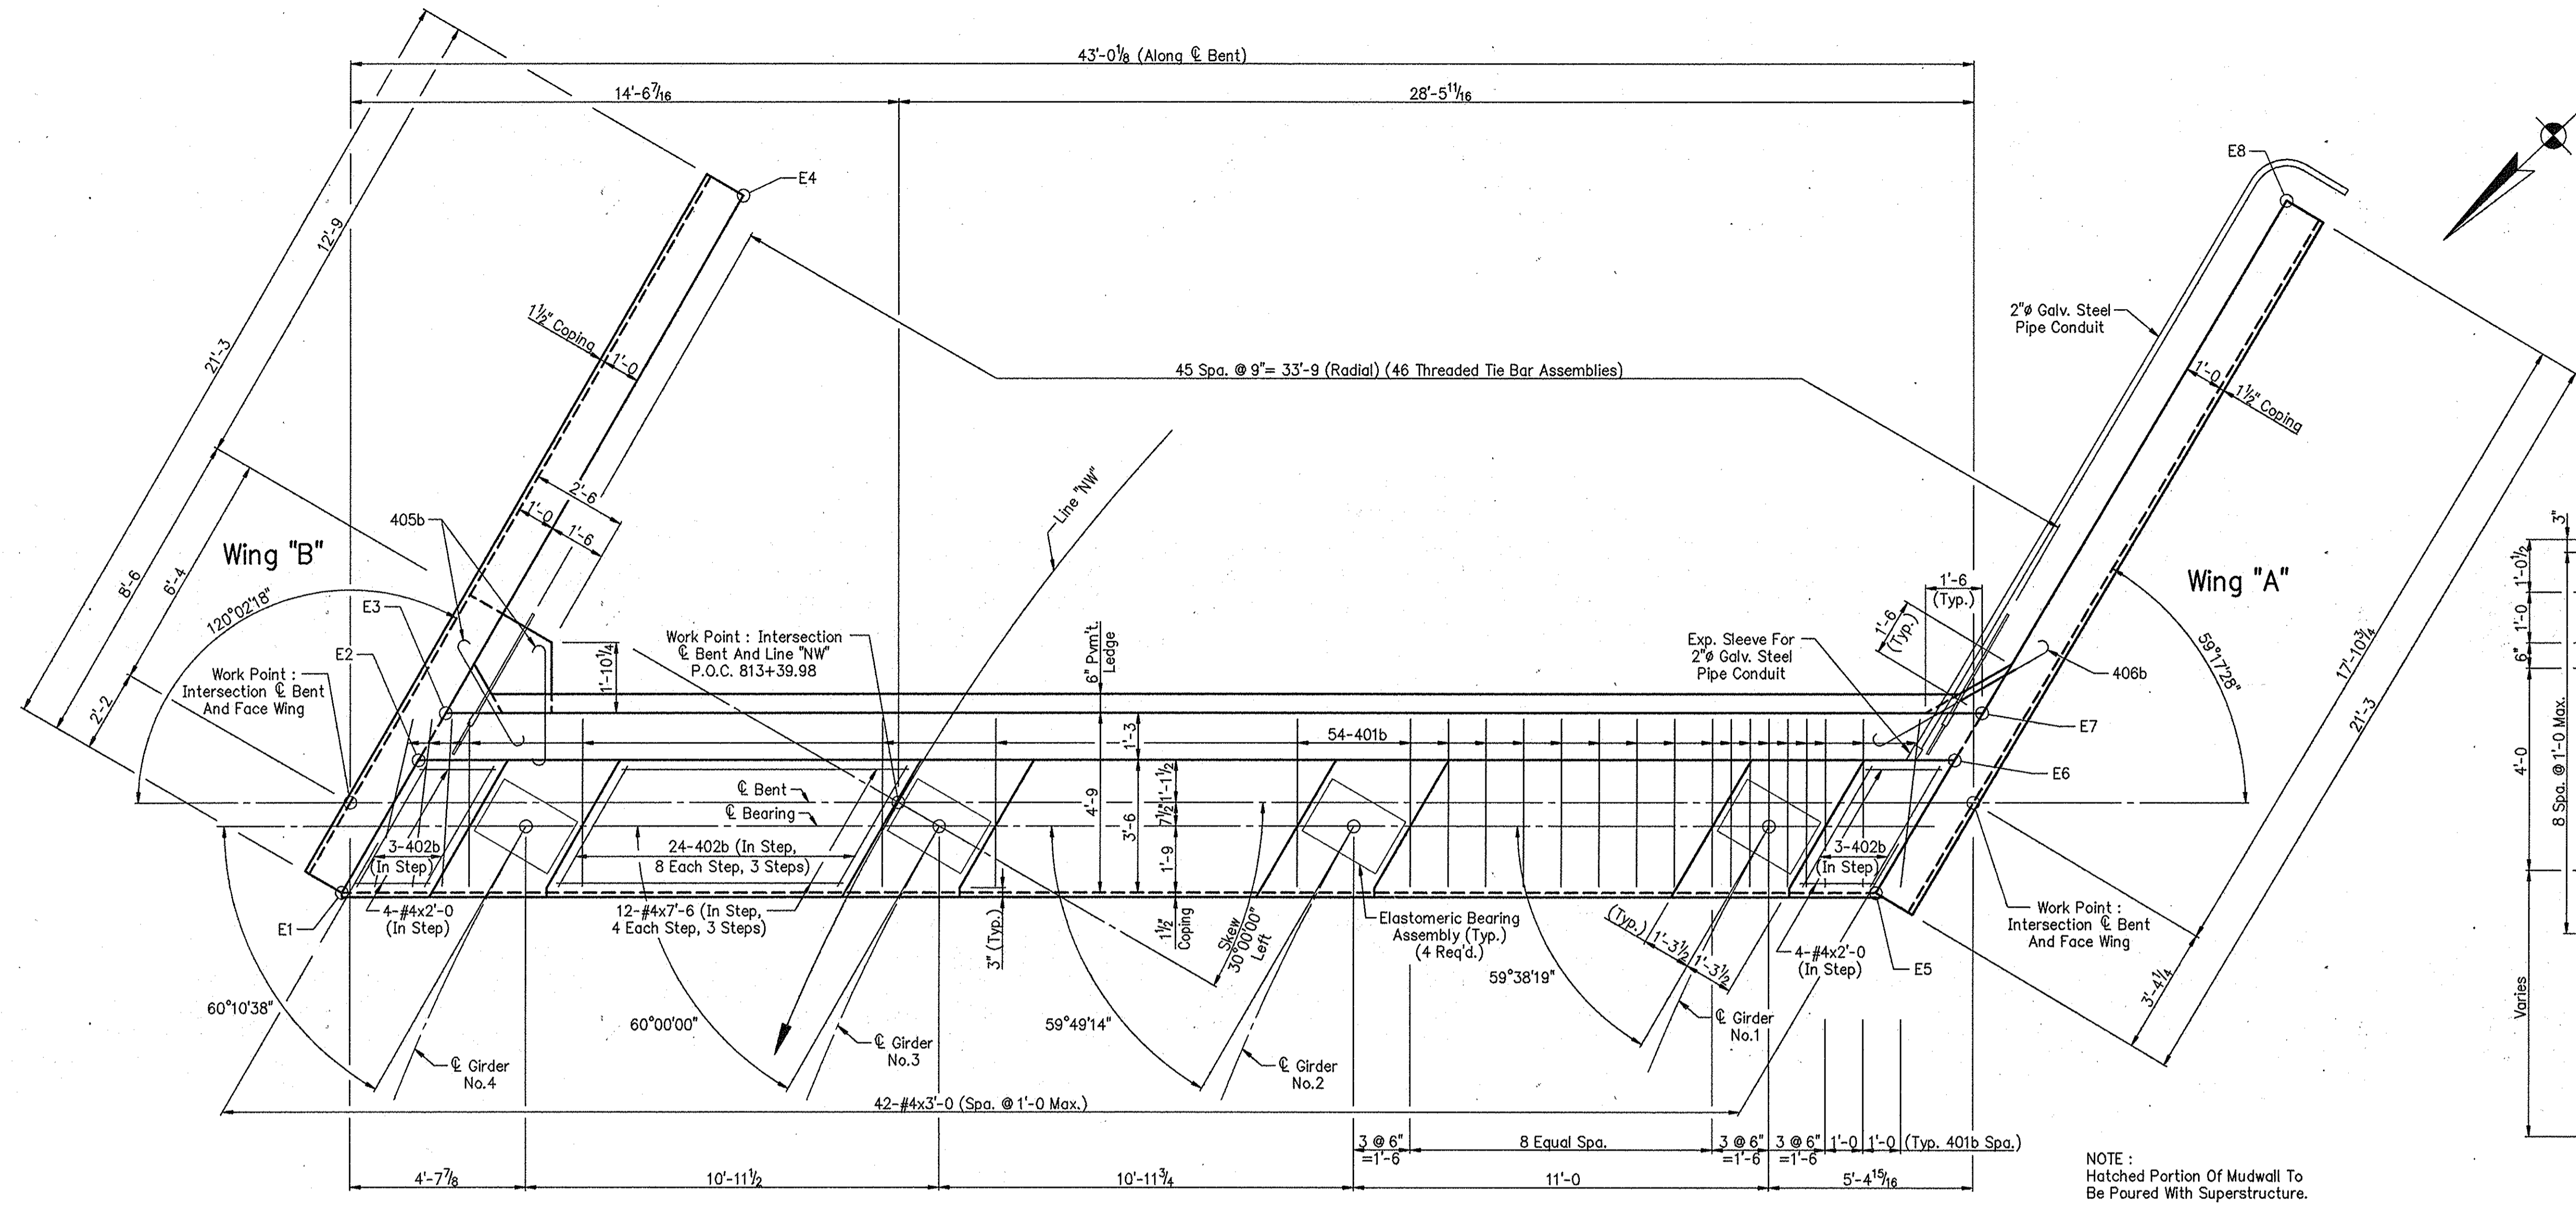 43'-0⅛ (Along ℄ Bent)
14'-6⁷⁄₁₆
28'-5¹¹⁄₁₆
E4
E8
12'-9
21'-3
1½" Coping
1'-0
2"ø Galv. Steel
Pipe Conduit
45 Spa. @ 9"= 33'-9 (Radial) (46 Threaded Tie Bar Assemblies)
1'-0
1½" Coping
Line "NW"
2'-6
1'-0
1'-6
405b
Wing "B"
8'-6
6'-4
2'-2
120°02'18"
E3
E2
Work Point :
Intersection ℄ Bent
And Face Wing
1'-10¼
Work Point : Intersection
℄ Bent And Line "NW"
P.O.C. 813+39.98
6" Pvm't.
Ledge
Exp. Sleeve For
2"ø Galv. Steel
Pipe Conduit
1'-6
(Typ.)
1'-6
(Typ.)
Wing "A"
406b
59°17'28"
17'-10¾
21'-3
E7
E6
54-401b
1'-3
1'-1½
7½"
4'-9
3'-6
1'-9
℄ Bent
℄ Bearing
3-402b
(In Step)
24-402b (In Step,
8 Each Step, 3 Steps)
3-402b
(In Step)
E1
4-#4x2'-0
(In Step)
12-#4x7'-6 (In Step,
4 Each Step, 3 Steps)
3" (Typ.)
1½"
Coping
Skew
30°00'00"
Left
Elastomeric Bearing
Assembly (Typ.)
(4 Req'd.)
(Typ.)
1'-3½
1'-3½
4-#4x2'-0
(In Step)
E5
Work Point :
Intersection ℄ Bent
And Face Wing
3'-4¼
60°10'38"
60°00'00"
59°49'14"
59°38'19"
℄ Girder
No.4
℄ Girder
No.3
℄ Girder
No.2
℄ Girder
No.1
42-#4x3'-0 (Spa. @ 1'-0 Max.)
3 @ 6"
=1'-6
8 Equal Spa.
3 @ 6"
=1'-6
3 @ 6"
=1'-6
1'-0
1'-0
(Typ. 401b Spa.)
4'-7⅞
10'-11½
10'-11¾
11'-0
5'-4¹⁵⁄₁₆
3"
1'-0½
1'-0
6"
4'-0
8 Spa. @ 1'-0 Max.
Varies
NOTE :
Hatched Portion Of Mudwall To
Be Poured With Superstructure.